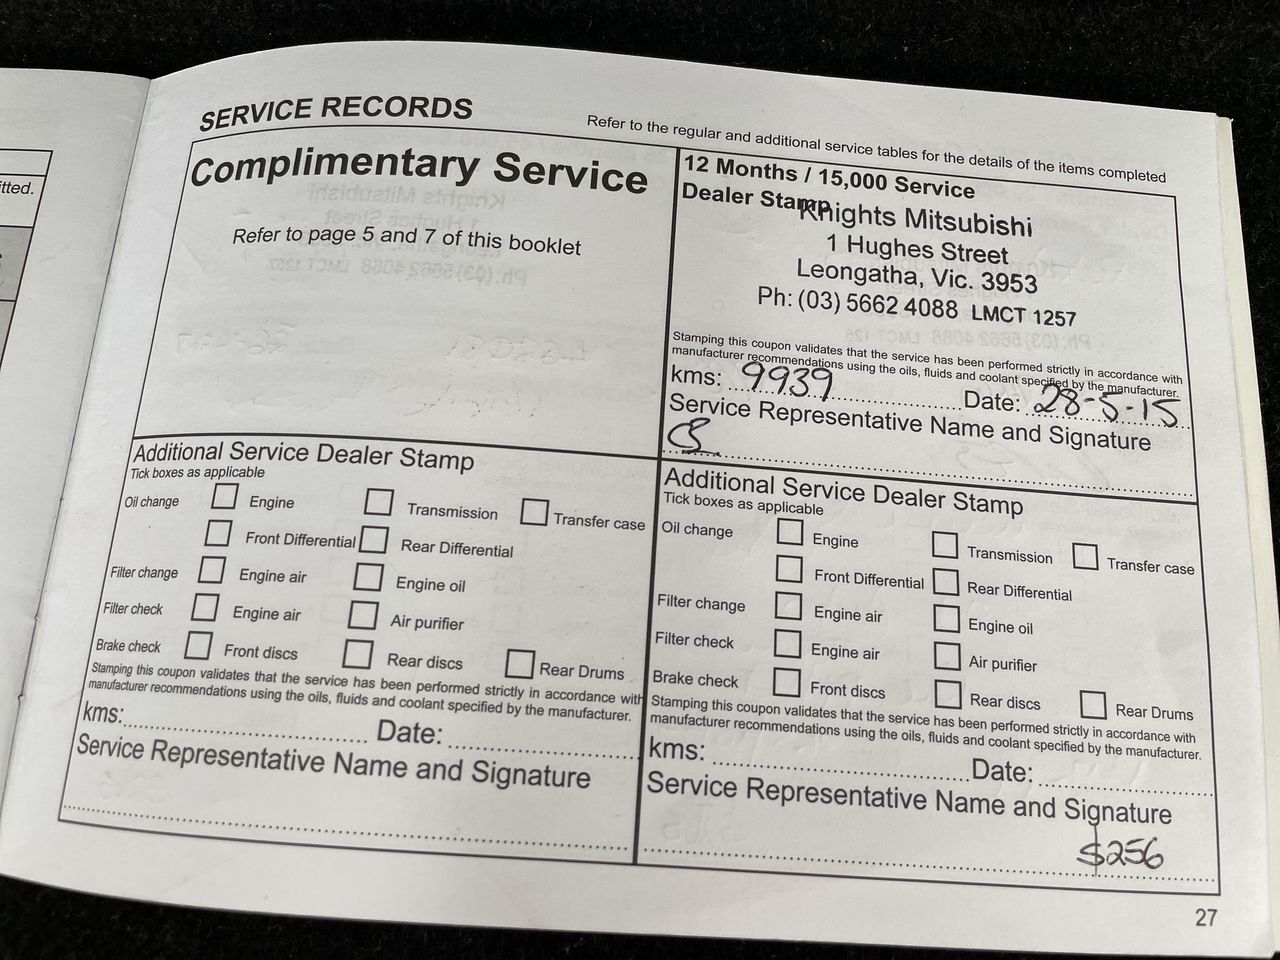 itted.
SERVICE RECORDS
Refer to the regular and additional service tables for the details of the items completed
Complimentary Service
Refer to page 5 and 7 of this booklet
12 Months / 15,000 Service
Dealer Stamp
Knights Mitsubishi
1 Hughes Street
Leongatha, Vic. 3953
Ph: (03) 5662 4088 LMCT 1257
Stamping this coupon validates that the service has been performed strictly in accordance with
manufacturer recommendations using the oils, fluids and coolant specified by the manufacturer.
kms: 9939 Date: 28-5-15
Service Representative Name and Signature
Additional Service Dealer Stamp
Tick boxes as applicable
Oil change Engine Transmission Transfer case
Front Differential Rear Differential
Filter change Engine air Engine oil
Filter check Engine air Air purifier
Brake check Front discs Rear discs Rear Drums
Stamping this coupon validates that the service has been performed strictly in accordance with
manufacturer recommendations using the oils, fluids and coolant specified by the manufacturer.
kms: Date:
Service Representative Name and Signature
Additional Service Dealer Stamp
Tick boxes as applicable
Oil change Engine Transmission Transfer case
Front Differential Rear Differential
Filter change Engine air Engine oil
Filter check Engine air Air purifier
Brake check Front discs Rear discs Rear Drums
Stamping this coupon validates that the service has been performed strictly in accordance with
manufacturer recommendations using the oils, fluids and coolant specified by the manufacturer.
kms: Date:
Service Representative Name and Signature
$256
27